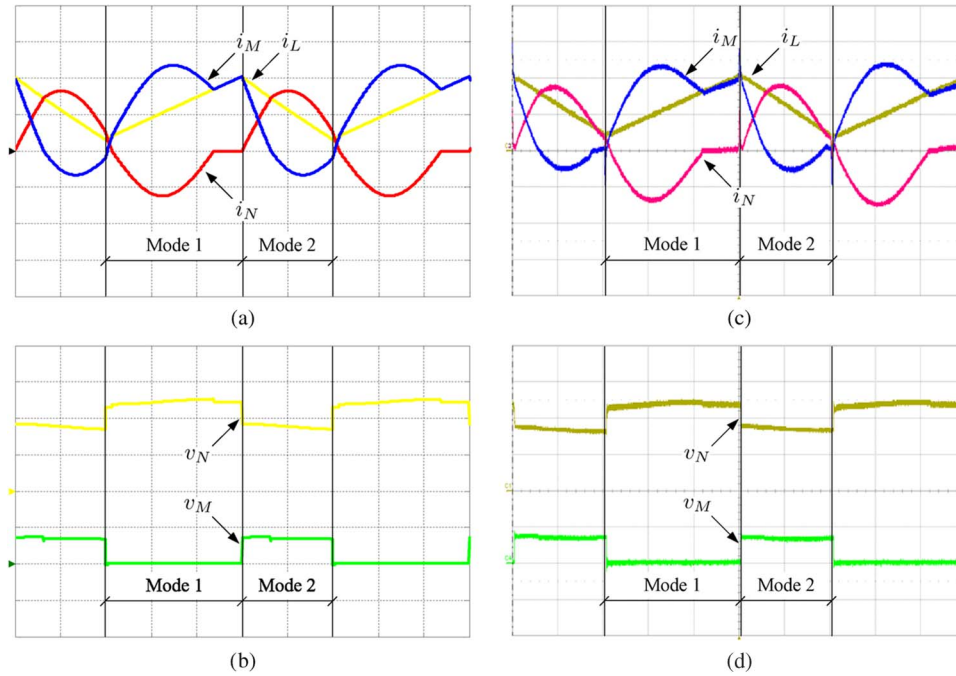 i_M i_L
i_N
Mode 1 Mode 2
(a)
i_M i_L
i_N
Mode 1 Mode 2
(c)
v_N
v_M
Mode 1 Mode 2
(b)
v_N
v_M
Mode 1 Mode 2
(d)